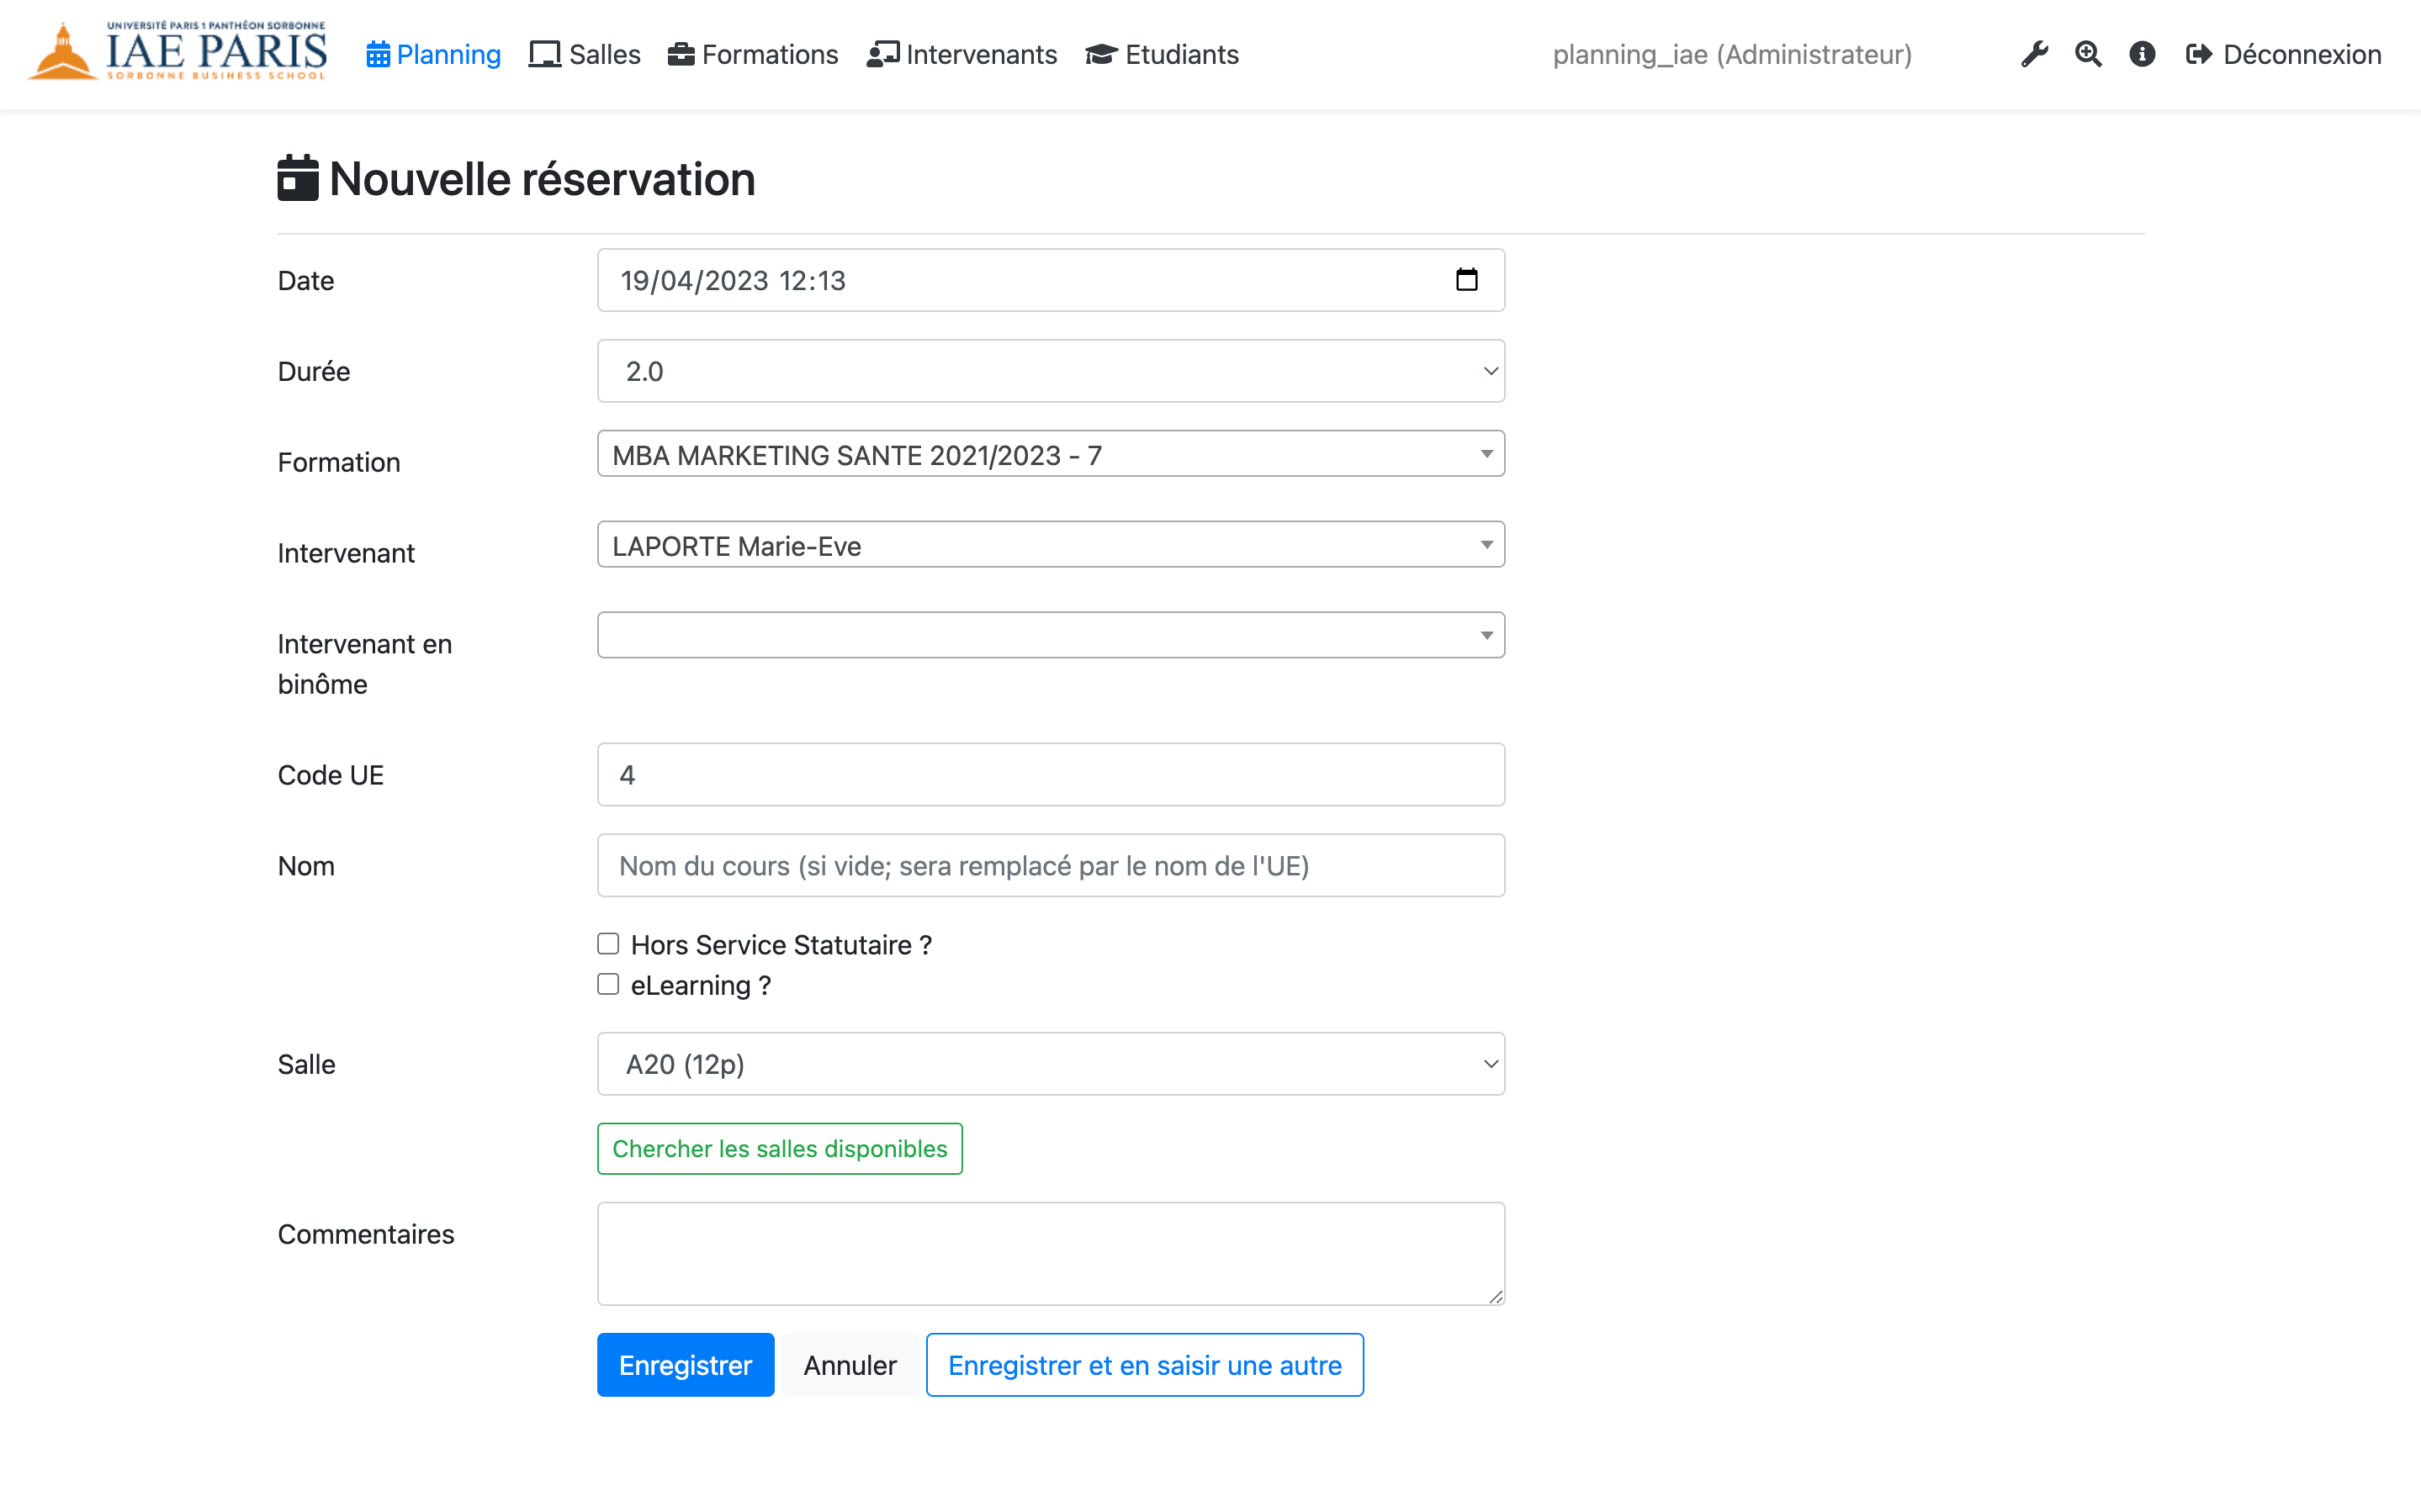 UNIVERSITÉ PARIS 1 PANTHÉON SORBONNE
IAE PARIS
SORBONNE BUSINESS SCHOOL
Planning Salles Formations Intervenants Etudiants planning_iae (Administrateur) Déconnexion
Nouvelle réservation
Date 19/04/2023 12:13
Durée 2.0
Formation MBA MARKETING SANTE 2021/2023 - 7
Intervenant LAPORTE Marie-Eve
Intervenant en
binôme
Code UE 4
Nom Nom du cours (si vide; sera remplacé par le nom de l'UE)
Hors Service Statutaire ?
eLearning ?
Salle A20 (12p)
Chercher les salles disponibles
Commentaires
Enregistrer Annuler Enregistrer et en saisir une autre